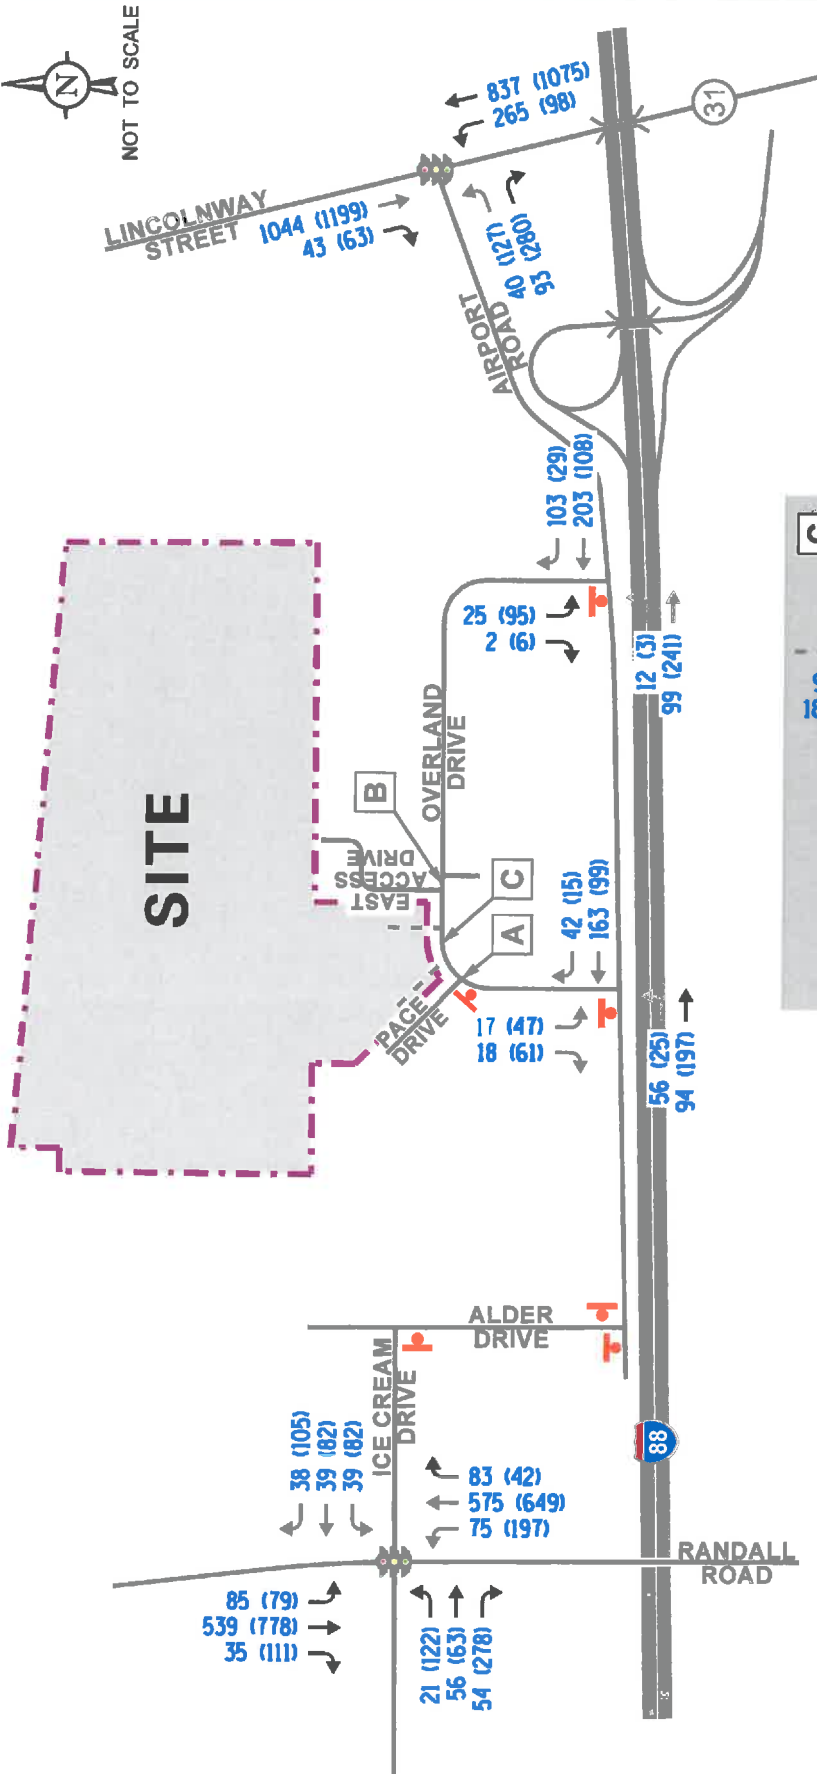 NOT TO SCALE
N
LINCOLNWAY
STREET
1044 (1199)
43 (63)
837 (1075)
265 (98)
40 (127)
93 (280)
31
AIRPORT
ROAD
103 (29)
203 (108)
25 (95)
2 (6)
12 (3)
99 (241)
SITE
OVERLAND
DRIVE
B
EAST
ACCESS
DRIVE
C
A
PACE
DRIVE
42 (15)
163 (99)
17 (47)
18 (61)
56 (25)
94 (197)
C
ALDER
DRIVE
ICE CREAM
DRIVE
38 (105)
39 (82)
39 (82)
83 (42)
575 (649)
75 (197)
85 (79)
539 (778)
35 (111)
21 (122)
56 (63)
54 (278)
88
RANDALL
ROAD